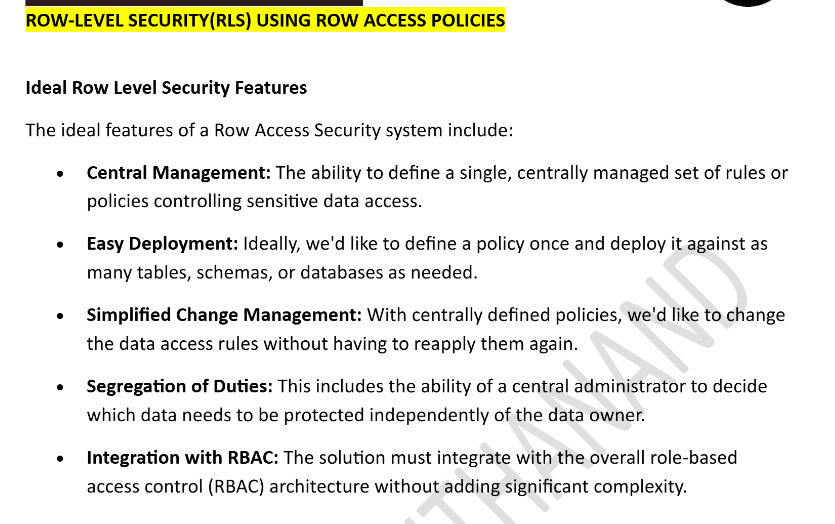 ROW-LEVEL SECURITY(RLS) USING ROW ACCESS POLICIES
Ideal Row Level Security Features
The ideal features of a Row Access Security system include:
• Central Management: The ability to define a single, centrally managed set of rules or
policies controlling sensitive data access.
• Easy Deployment: Ideally, we'd like to define a policy once and deploy it against as
many tables, schemas, or databases as needed.
• Simplified Change Management: With centrally defined policies, we'd like to change
the data access rules without having to reapply them again.
• Segregation of Duties: This includes the ability of a central administrator to decide
which data needs to be protected independently of the data owner.
• Integration with RBAC: The solution must integrate with the overall role-based
access control (RBAC) architecture without adding significant complexity.